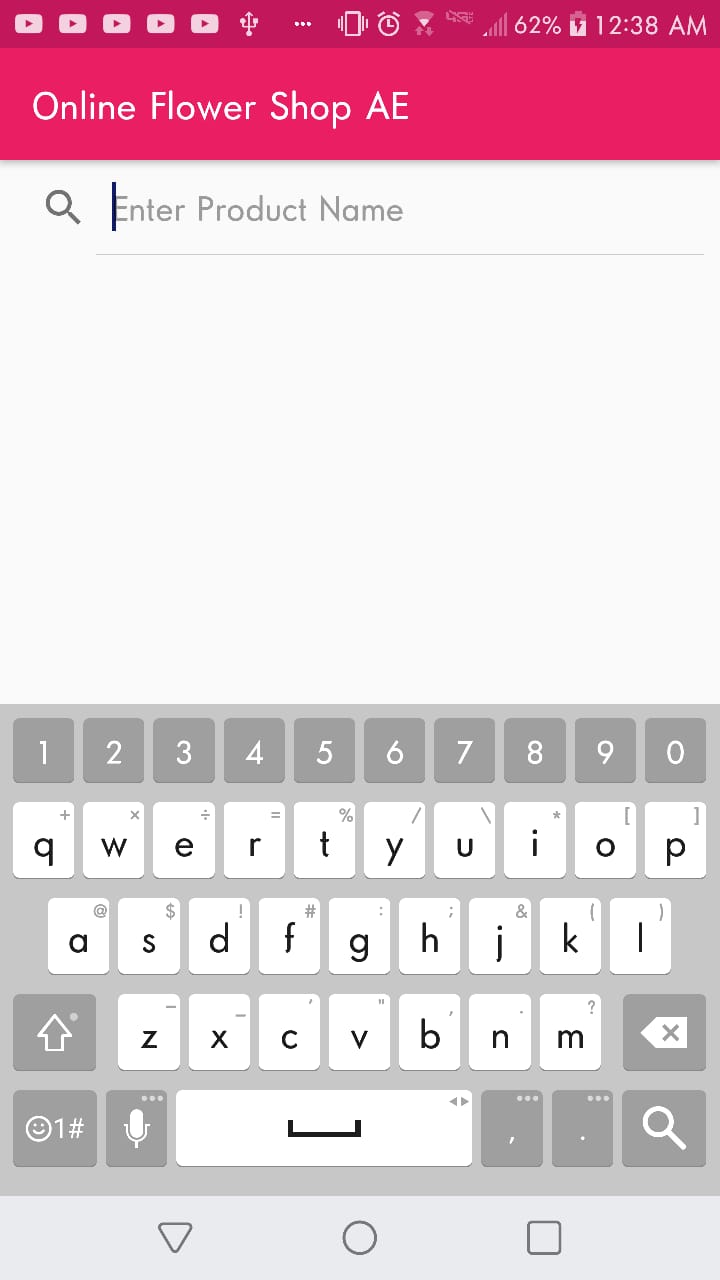 62% 12:38 AM
Online Flower Shop AE
Enter Product Name
1 2 3 4 5 6 7 8 9 0
+ × ÷ = % / \ * [ ]
q w e r t y u i o p
@ $ ! # : ; & ( )
a s d f g h j k l
– _ ' " , . ?
z x c v b n m
1# , .